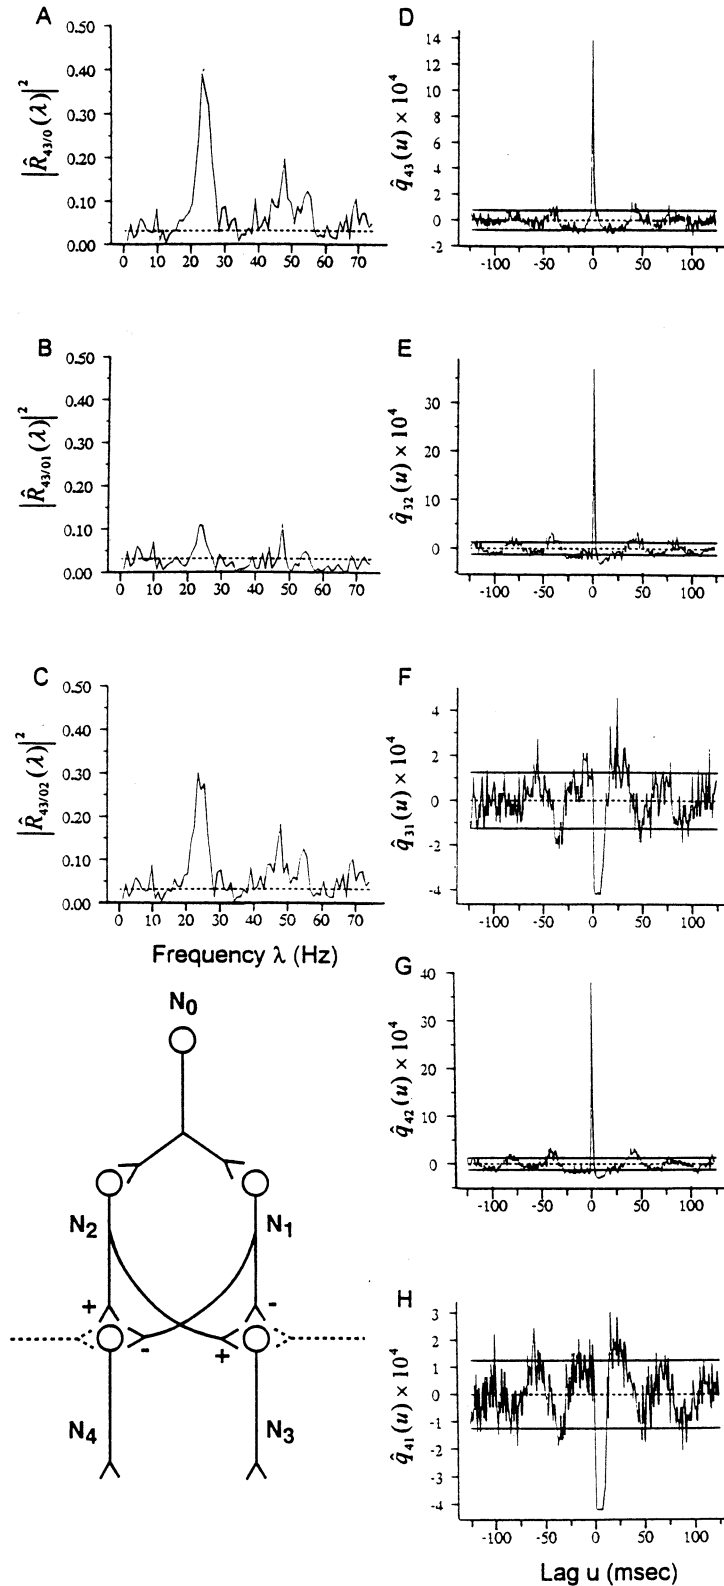 A
|R̂43/0(λ)|²
0.50
0.40
0.30
0.20
0.10
0.00
0 10 20 30 40 50 60 70
B
|R̂43/01(λ)|²
0.50
0.40
0.30
0.20
0.10
0.00
0 10 20 30 40 50 60 70
C
|R̂43/02(λ)|²
0.50
0.40
0.30
0.20
0.10
0.00
0 10 20 30 40 50 60 70
Frequency λ (Hz)
N0
N2 N1
+ -
- +
N4 N3
D
q̂43(u) × 10⁴
14
12
10
8
6
4
2
0
-2
-100 -50 0 50 100
E
q̂32(u) × 10⁴
30
20
10
0
-100 -50 0 50 100
F
q̂31(u) × 10⁴
4
2
0
-2
-4
-100 -50 0 50 100
G
q̂42(u) × 10⁴
40
30
20
10
0
-100 -50 0 50 100
H
q̂41(u) × 10⁴
3
2
1
0
-1
-2
-3
-4
-100 -50 0 50 100
Lag u (msec)